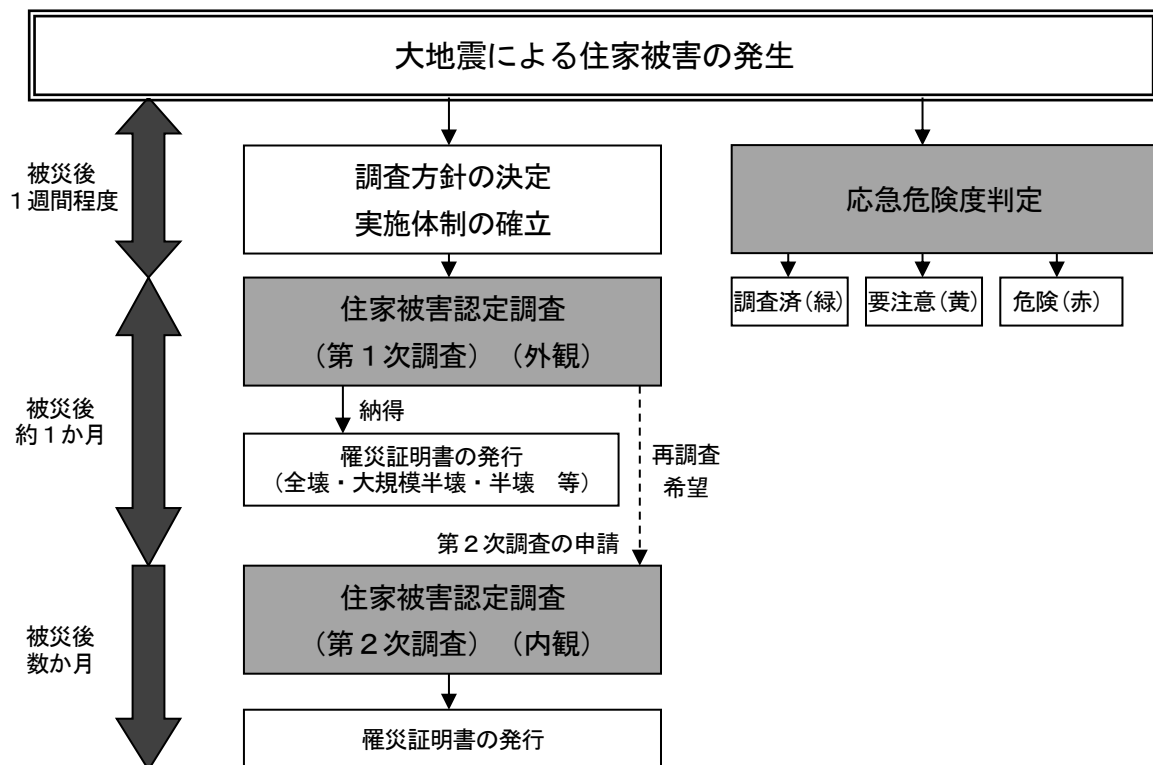 大地震による住家被害の発生
被災後
１週間程度
調査方針の決定
実施体制の確立
応急危険度判定
調査済（緑）
要注意（黄）
危険（赤）
住家被害認定調査
（第１次調査）（外観）
被災後
約１か月
納得
罹災証明書の発行
（全壊・大規模半壊・半壊　等）
再調査
希望
第２次調査の申請
住家被害認定調査
（第２次調査）（内観）
被災後
数か月
罹災証明書の発行